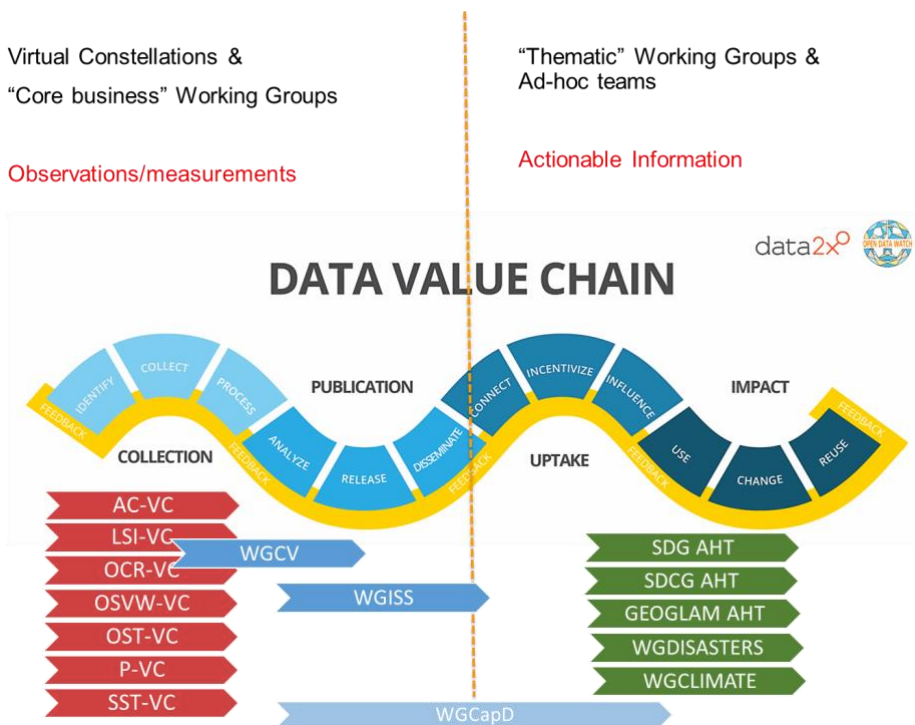 Virtual Constellations &
“Core business” Working Groups
Observations/measurements
“Thematic” Working Groups &
Ad-hoc teams
Actionable Information
data2x
OPEN DATA WATCH
DATA VALUE CHAIN
IDENTIFY
COLLECT
PROCESS
ANALYZE
RELEASE
DISSEMINATE
CONNECT
INCENTIVIZE
INFLUENCE
USE
CHANGE
REUSE
FEEDBACK
FEEDBACK
FEEDBACK
FEEDBACK
FEEDBACK
COLLECTION
PUBLICATION
UPTAKE
IMPACT
AC-VC
LSI-VC
OCR-VC
OSVW-VC
OST-VC
P-VC
SST-VC
WGCV
WGISS
WGCapD
SDG AHT
SDCG AHT
GEOGLAM AHT
WGDISASTERS
WGCLIMATE